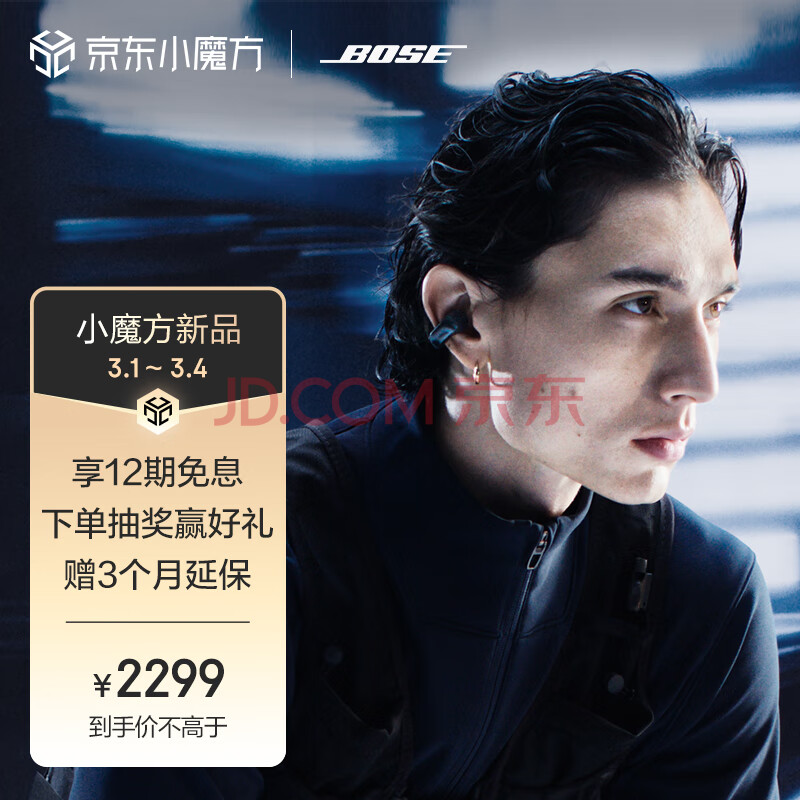 京东小魔方
BOSE
小魔方新品
3.1～3.4
JD.COM 京东
享12期免息
下单抽奖赢好礼
赠3个月延保
¥2299
到手价不高于